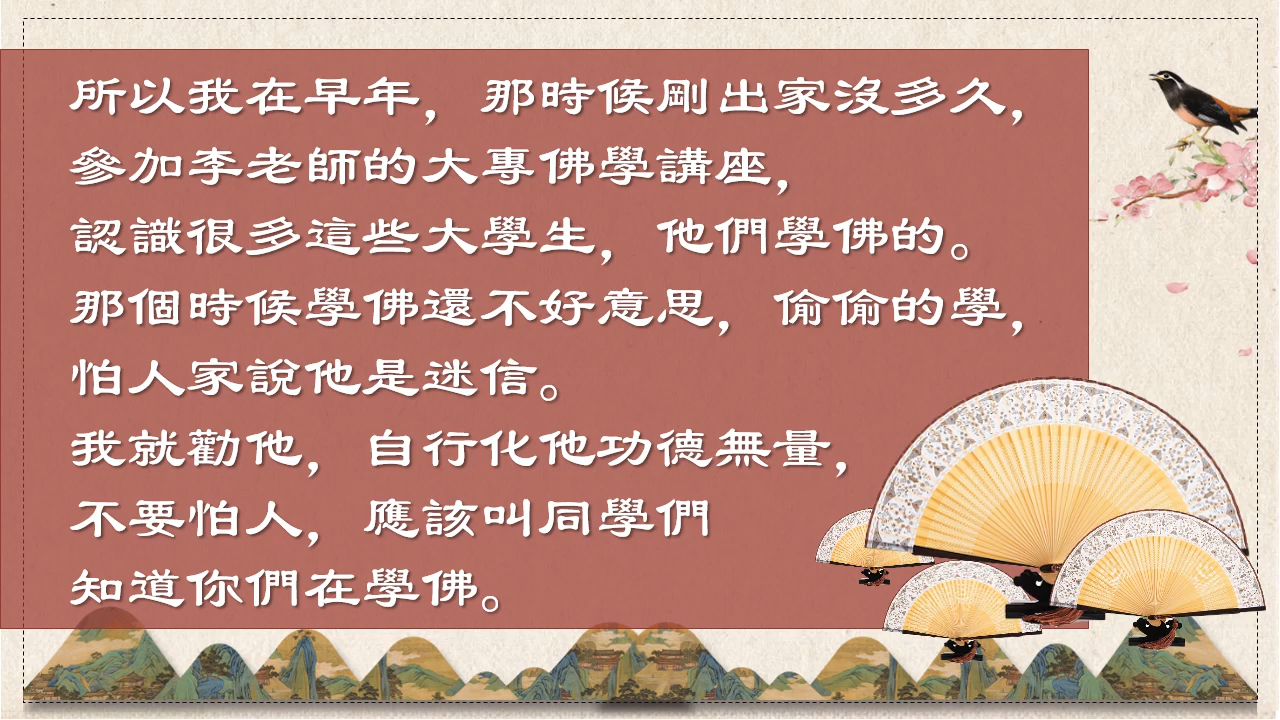 所以我在早年，那時候剛出家沒多久，
參加李老師的大專佛學講座，
認識很多這些大學生，他們學佛的。
那個時候學佛還不好意思，偷偷的學，
怕人家說他是迷信。
我就勸他，自行化他功德無量，
不要怕人，應該叫同學們
知道你們在學佛。